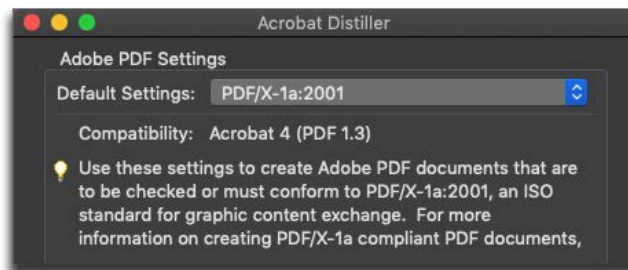 Acrobat Distiller
Adobe PDF Settings
Default Settings: PDF/X-1a:2001
Compatibility: Acrobat 4 (PDF 1.3)
Use these settings to create Adobe PDF documents that are
to be checked or must conform to PDF/X-1a:2001, an ISO
standard for graphic content exchange.  For more
information on creating PDF/X-1a compliant PDF documents,